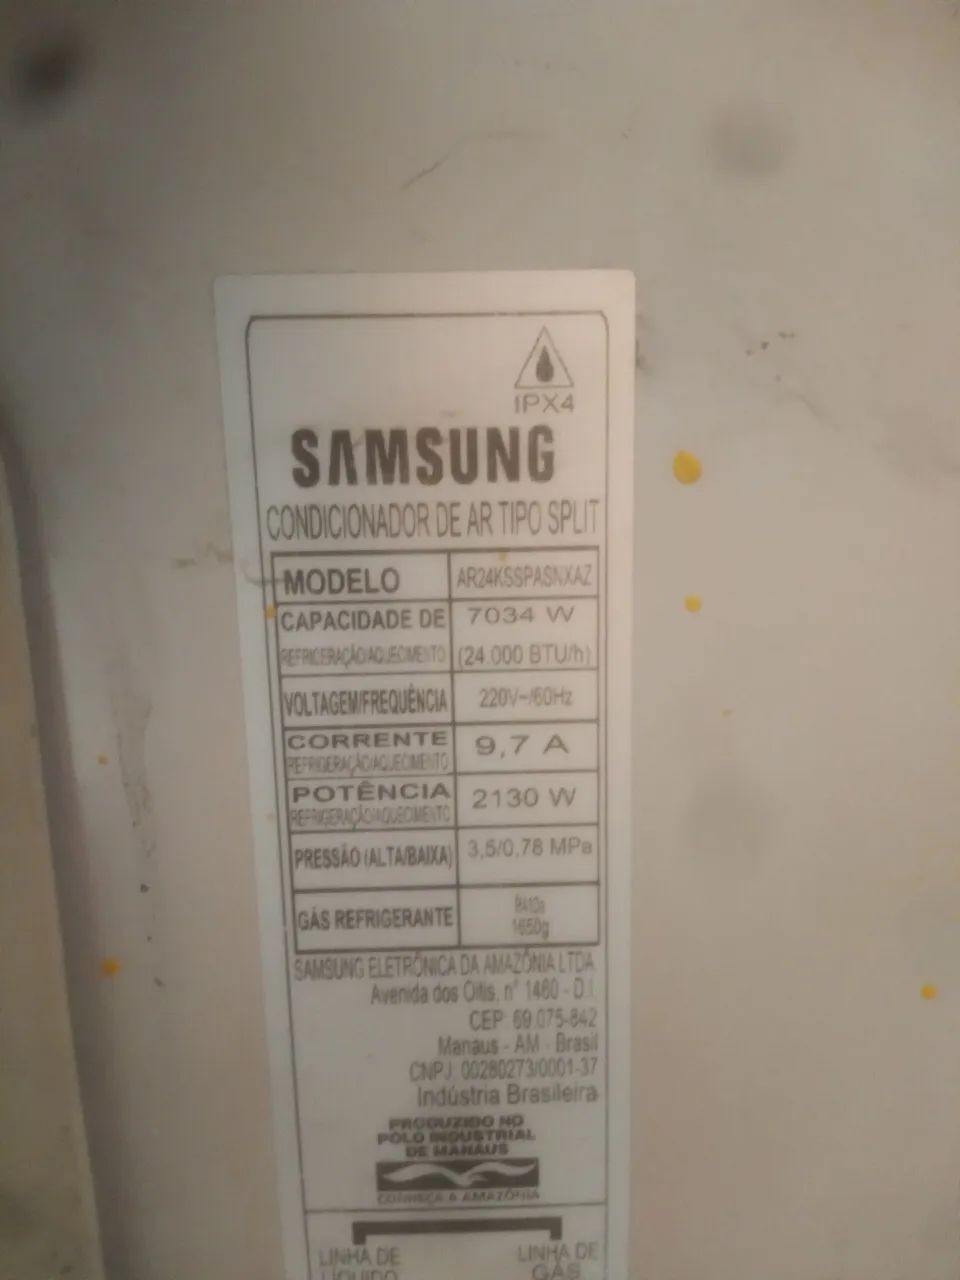 IPX4
SAMSUNG
CONDICIONADOR DE AR TIPO SPLIT
MODELO AR24KSSPASNXAZ
CAPACIDADE DE 7034 W
REFRIGERAÇÃO/AQUECIMENTO (24.000 BTU/h)
VOLTAGEM/FREQUÊNCIA 220V~/60Hz
CORRENTE 9,7 A
REFRIGERAÇÃO/AQUECIMENTO
POTÊNCIA 2130 W
REFRIGERAÇÃO/AQUECIMENTO
PRESSÃO (ALTA/BAIXA) 3,5/0,78 MPa
GÁS REFRIGERANTE R410a
1650g
SAMSUNG ELETRÔNICA DA AMAZÔNIA LTDA
Avenida dos Oitis, n° 1460 - D.I.
CEP: 69.075-842
Manaus - AM - Brasil
CNPJ: 00280273/0001-37
Indústria Brasileira
PRODUZIDO NO
PÓLO INDUSTRIAL
DE MANAUS
CONHEÇA A AMAZÔNIA
LINHA DE LINHA DE
LÍQUIDO GÁS